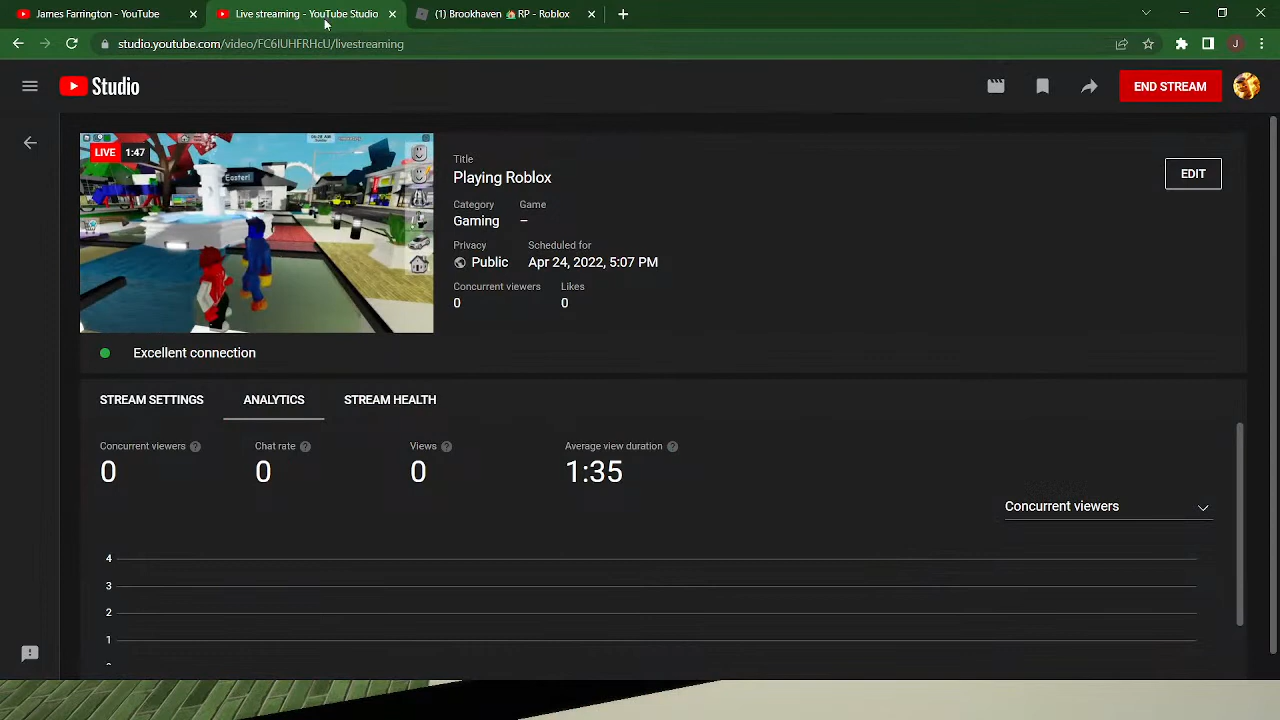 James Farrington - YouTube
Live streaming - YouTube Studio
(1) Brookhaven 🏠RP - Roblox
studio.youtube.com/video/FC6IUHFRHcU/livestreaming
J
Studio
END STREAM
LIVE 1:47
Easter!
Title
Playing Roblox
EDIT
Category Game
Gaming –
Privacy Scheduled for
Public Apr 24, 2022, 5:07 PM
Concurrent viewers Likes
0 0
Excellent connection
STREAM SETTINGS ANALYTICS STREAM HEALTH
Concurrent viewers Chat rate Views Average view duration
0 0 0 1:35
Concurrent viewers
4
3
2
1